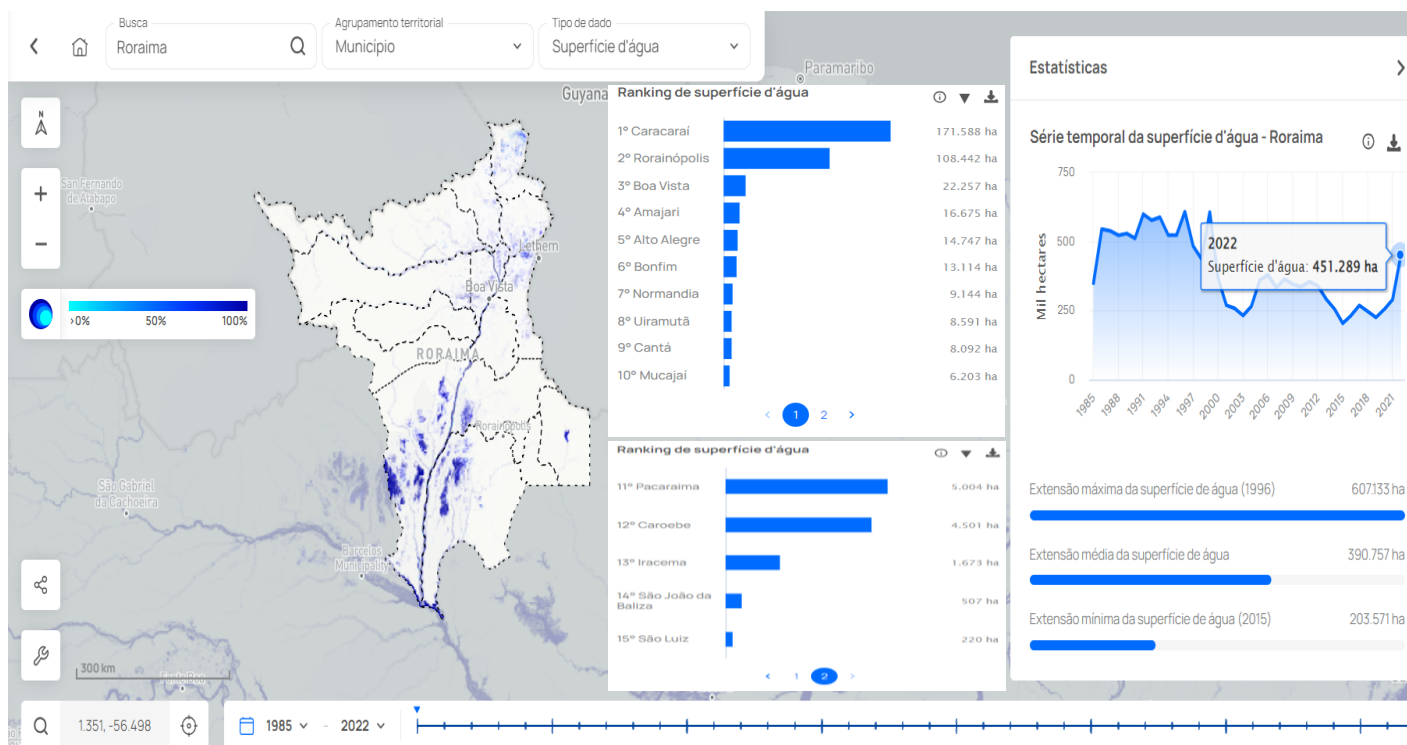 Busca
Roraima
Agrupamento territorial
Município
Tipo de dado
Superfície d'água
Paramaribo
Guyana
San Fernando
de Atabapo
Lethem
Boa Vista
RORAIMA
Rorainópolis
São Gabriel
da Cachoeira
Barcelos
Municipality
Fonte Boa
N
+
−
>0%
50%
100%
300 km
Ranking de superfície d'água
1º Caracaraí 171.588 ha
2º Rorainópolis 108.442 ha
3º Boa Vista 22.257 ha
4º Amajari 16.675 ha
5º Alto Alegre 14.747 ha
6º Bonfim 13.114 ha
7º Normandia 9.144 ha
8º Uiramutã 8.591 ha
9º Cantá 8.092 ha
10º Mucajaí 6.203 ha
< 1 2 >
Ranking de superfície d'água
11º Pacaraima 5.004 ha
12º Caroebe 4.501 ha
13º Iracema 1.673 ha
14º São João da
Baliza 507 ha
15º São Luiz 220 ha
< 1 2 >
Estatísticas
Série temporal da superfície d'água - Roraima
Mil hectares
750
500
250
0
2022
Superfície d'água: 451.289 ha
1985 1988 1991 1994 1997 2000 2003 2006 2009 2012 2015 2018 2021
Extensão máxima da superfície de água (1996) 607.133 ha
Extensão média da superfície de água 390.757 ha
Extensão mínima da superfície de água (2015) 203.571 ha
1.351, -56.498
1985 - 2022